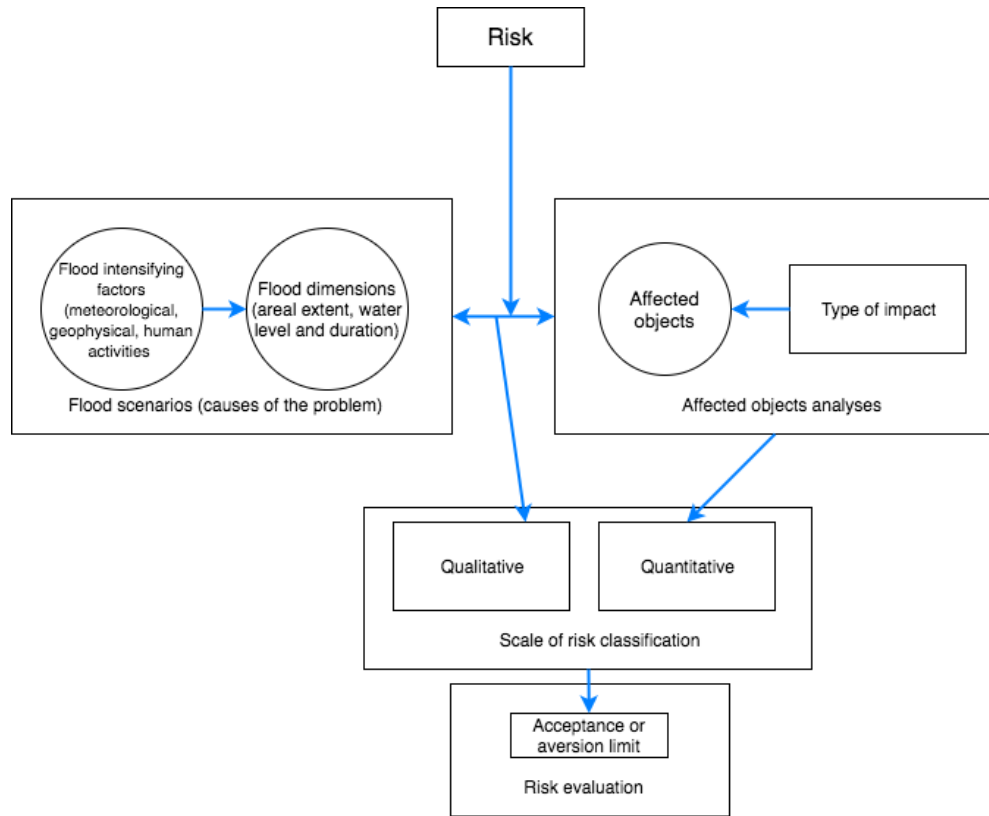 Risk
Flood intensifying
factors
(meteorological,
geophysical, human
activities
Flood dimensions
(areal extent, water
level and duration)
Flood scenarios (causes of the problem)
Affected
objects
Type of impact
Affected objects analyses
Qualitative
Quantitative
Scale of risk classification
Acceptance or
aversion limit
Risk evaluation